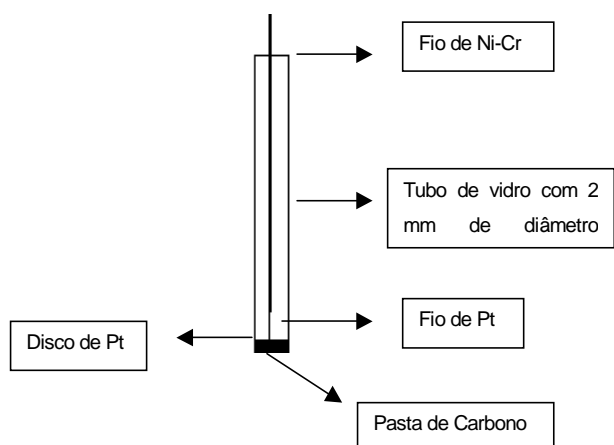 Fio de Ni-Cr
Tubo de vidro com 2
mm de diâmetro
Fio de Pt
Disco de Pt
Pasta de Carbono